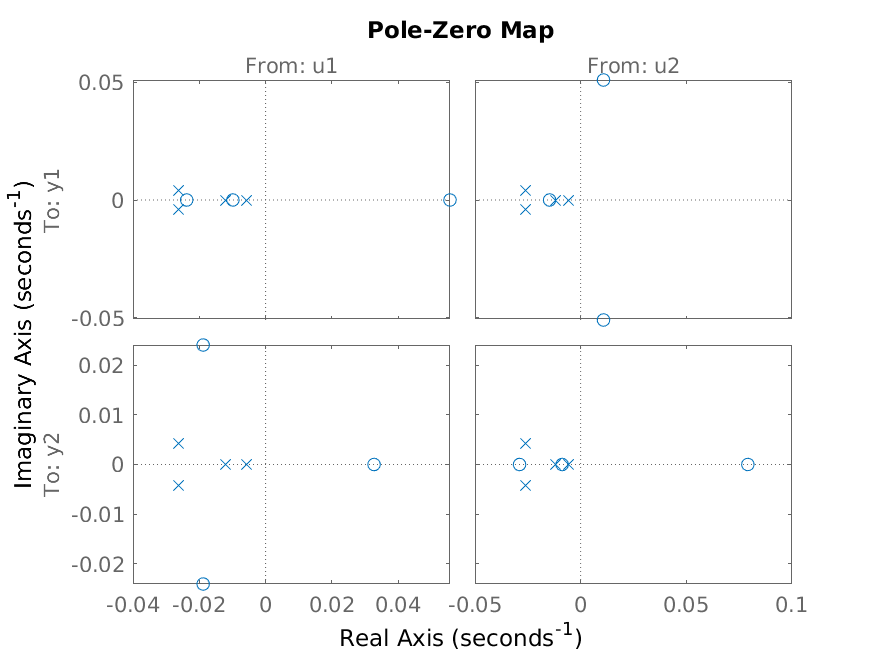 Pole-Zero Map
From: u1
From: u2
Imaginary Axis (seconds⁻¹)
To: y1
0.05
0
-0.05
To: y2
0.02
0.01
0
-0.01
-0.02
-0.04 -0.02 0 0.02 0.04
-0.05 0 0.05 0.1
Real Axis (seconds⁻¹)